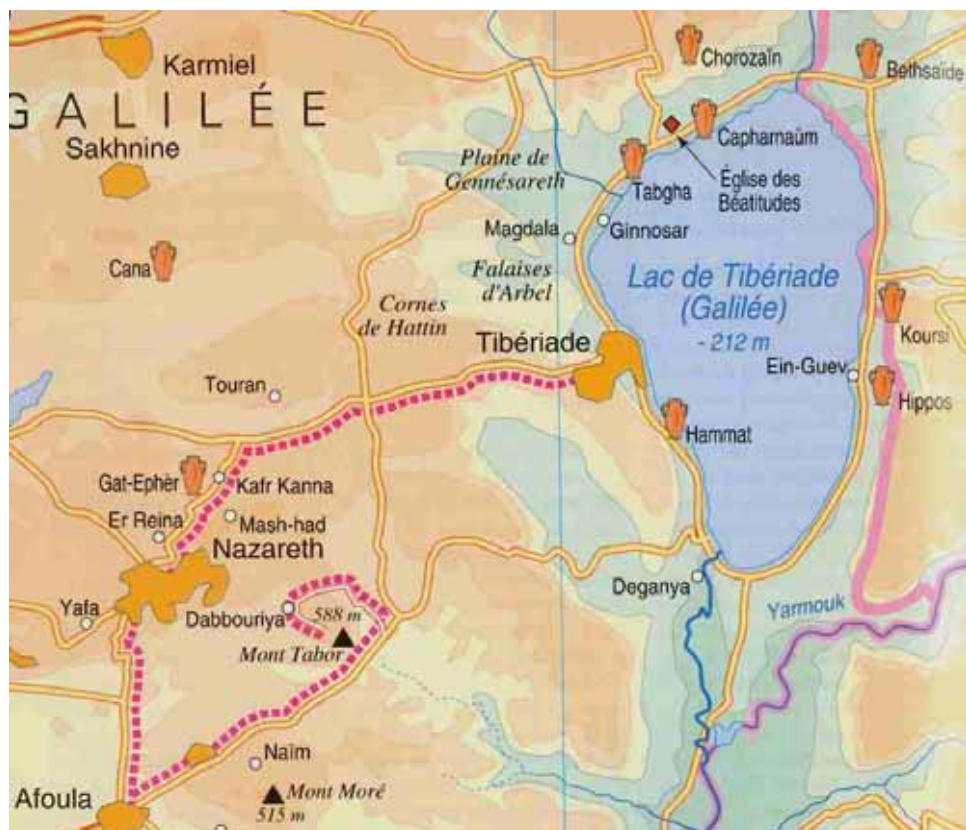 Karmiel
Chorozaïn
Bethsaïde
GALILÉE
Sakhnine
Capharnaüm
Plaine de
Gennésareth
Tabgha
Église des
Béatitudes
Magdala
Ginnosar
Cana
Falaises
d'Arbel
Lac de Tibériade
(Galilée)
- 212 m
Cornes
de Hattin
Koursi
Tibériade
Touran
Ein-Guev
Hippos
Hammat
Gat-Ephèr
Kafr Kanna
Er Reina
Mash-had
Nazareth
Deganya
Yafa
Dabbouriya
588 m
Yarmouk
Mont Tabor
Naïm
Afoula
Mont Moré
515 m